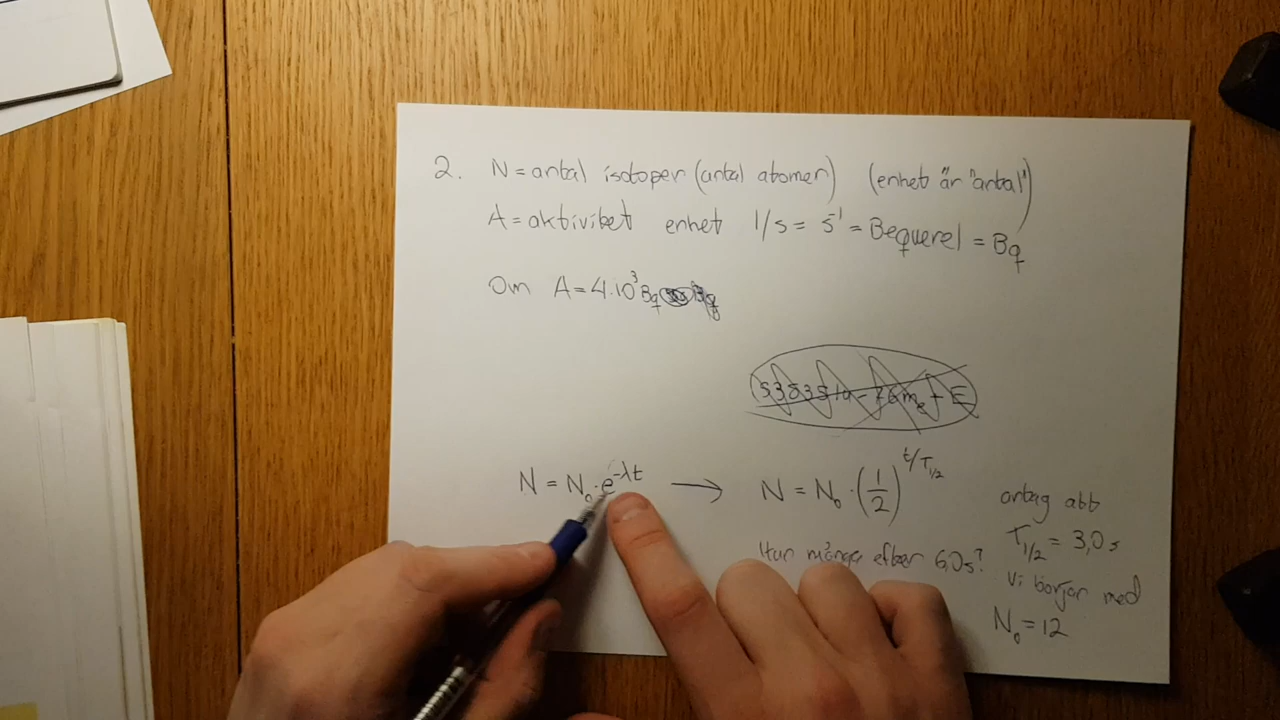 2. N = antal isotoper (antal atomer) (enhet är "antal")
A = aktivitet enhet 1/s = s⁻¹ = Bequerel = Bq
Om A = 4·10³ Bq
N = N₀·e^(-λt) → N = N₀·(1/2)^(t/T₁/₂)
antag att
T₁/₂ = 3,0 s
Hur många efter 6,0s?
Vi börjar med
N₀ = 12